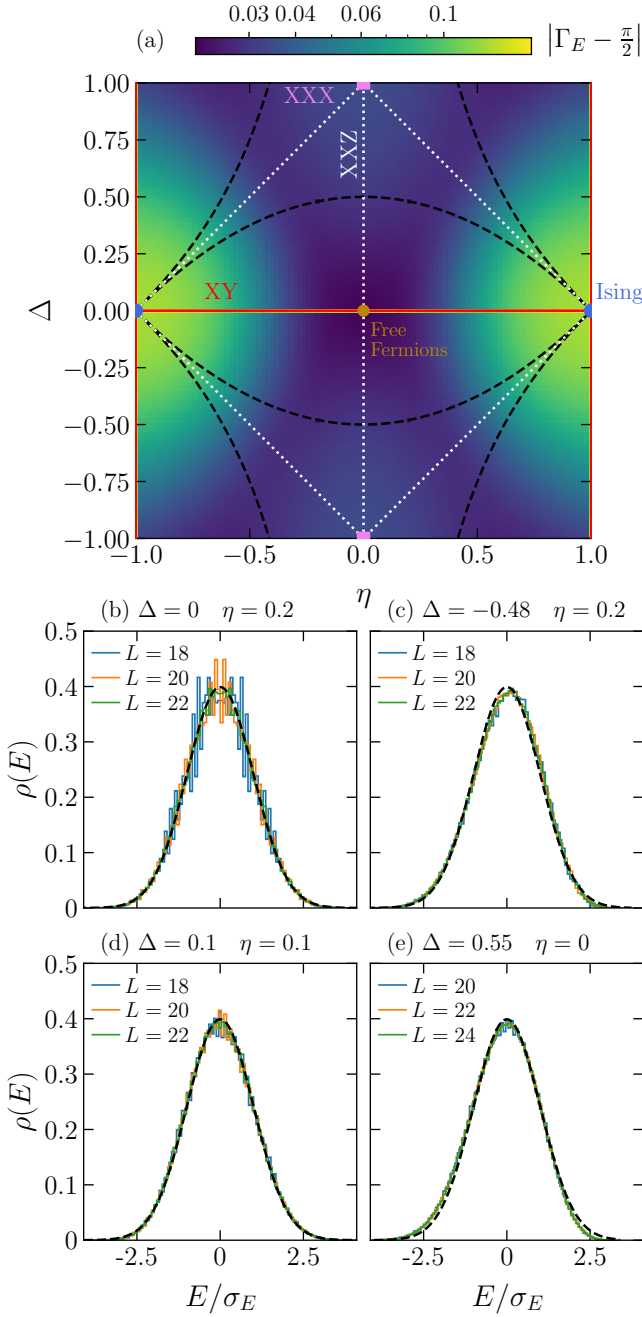 (a)
0.03 0.04 0.06 0.1
|Γ_E − π/2|
1.00
0.75
0.50
0.25
0.00
−0.25
−0.50
−0.75
−1.00
Δ
XXX
XXZ
XY
Ising
Free
Fermions
−1.0 −0.5 0.0 0.5 1.0
η
(b) Δ = 0 η = 0.2
L = 18
L = 20
L = 22
0.5
0.4
0.3
0.2
0.1
0
ρ(E)
(c) Δ = −0.48 η = 0.2
L = 18
L = 20
L = 22
(d) Δ = 0.1 η = 0.1
L = 18
L = 20
L = 22
0.5
0.4
0.3
0.2
0.1
0
ρ(E)
-2.5 0 2.5
E/σ_E
(e) Δ = 0.55 η = 0
L = 20
L = 22
L = 24
-2.5 0 2.5
E/σ_E